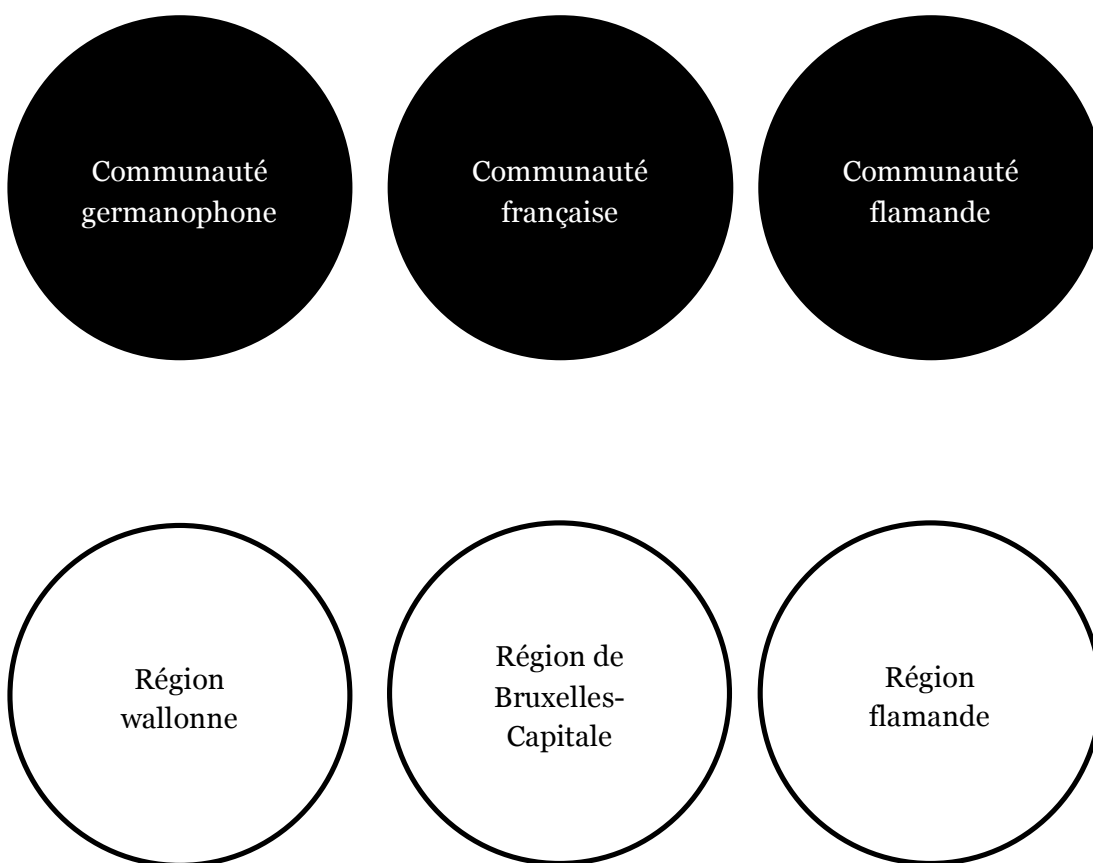 Communauté
germanophone
Communauté
française
Communauté
flamande
Région
wallonne
Région de
Bruxelles-
Capitale
Région
flamande